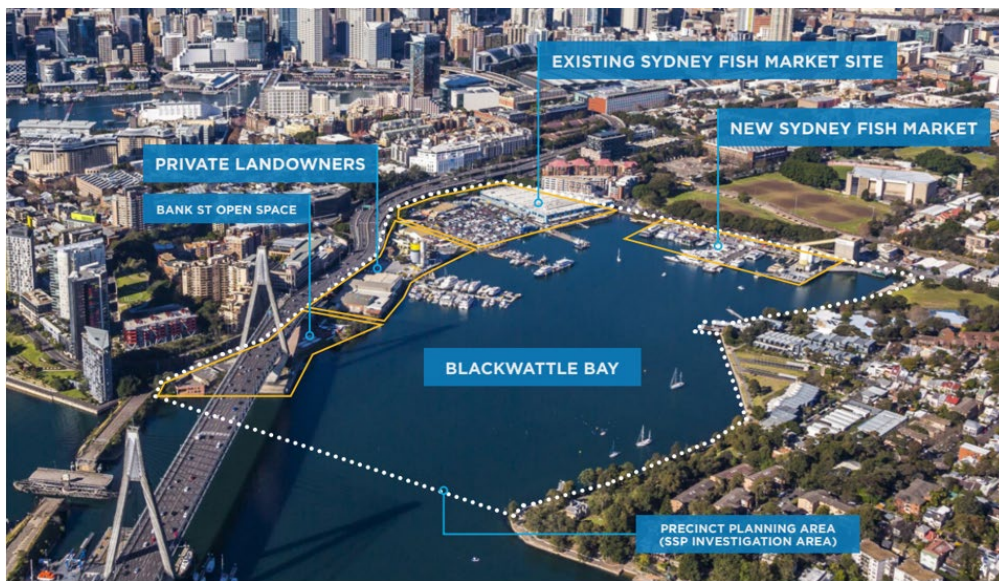 EXISTING SYDNEY FISH MARKET SITE
NEW SYDNEY FISH MARKET
PRIVATE LANDOWNERS
BANK ST OPEN SPACE
BLACKWATTLE BAY
PRECINCT PLANNING AREA
(SSP INVESTIGATION AREA)